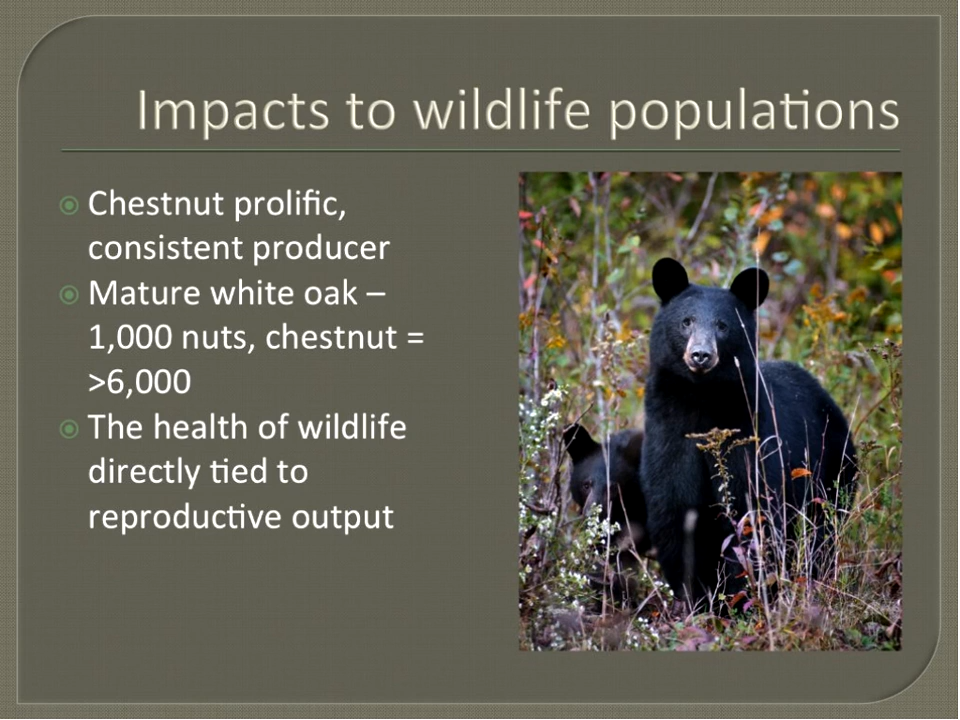 Impacts to wildlife populations
Chestnut prolific,
consistent producer
Mature white oak –
1,000 nuts, chestnut =
>6,000
The health of wildlife
directly tied to
reproductive output